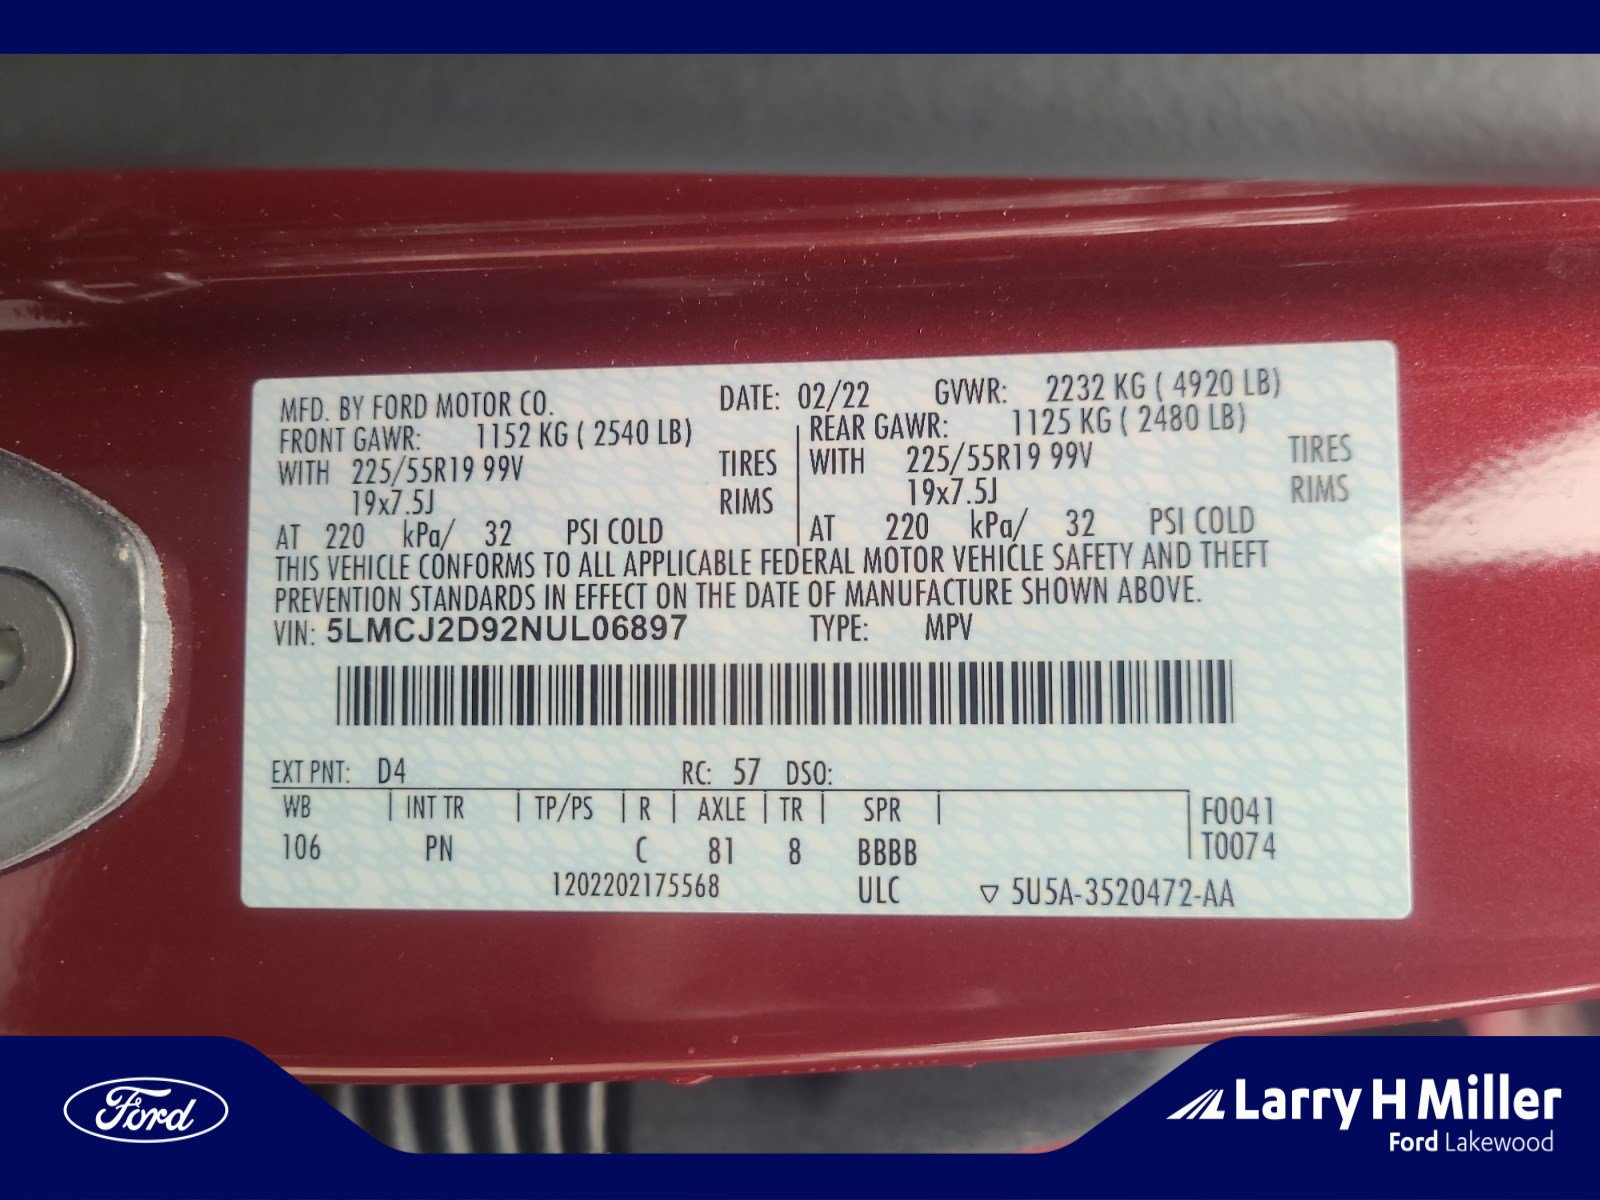 MFD. BY FORD MOTOR CO. DATE: 02/22 GVWR: 2232 KG ( 4920 LB)
FRONT GAWR: 1152 KG ( 2540 LB) REAR GAWR: 1125 KG ( 2480 LB)
WITH 225/55R19 99V TIRES WITH 225/55R19 99V TIRES
19x7.5J RIMS 19x7.5J RIMS
AT 220 kPa/ 32 PSI COLD AT 220 kPa/ 32 PSI COLD
THIS VEHICLE CONFORMS TO ALL APPLICABLE FEDERAL MOTOR VEHICLE SAFETY AND THEFT
PREVENTION STANDARDS IN EFFECT ON THE DATE OF MANUFACTURE SHOWN ABOVE.
VIN: 5LMCJ2D92NUL06897 TYPE: MPV
EXT PNT: D4 RC: 57 DSO:
WB | INT TR | TP/PS | R | AXLE | TR | SPR | | F0041
106 PN C 81 8 BBBB | T0074
1202202175568 ULC ▽ 5U5A-3520472-AA
Ford
Larry H Miller
Ford Lakewood